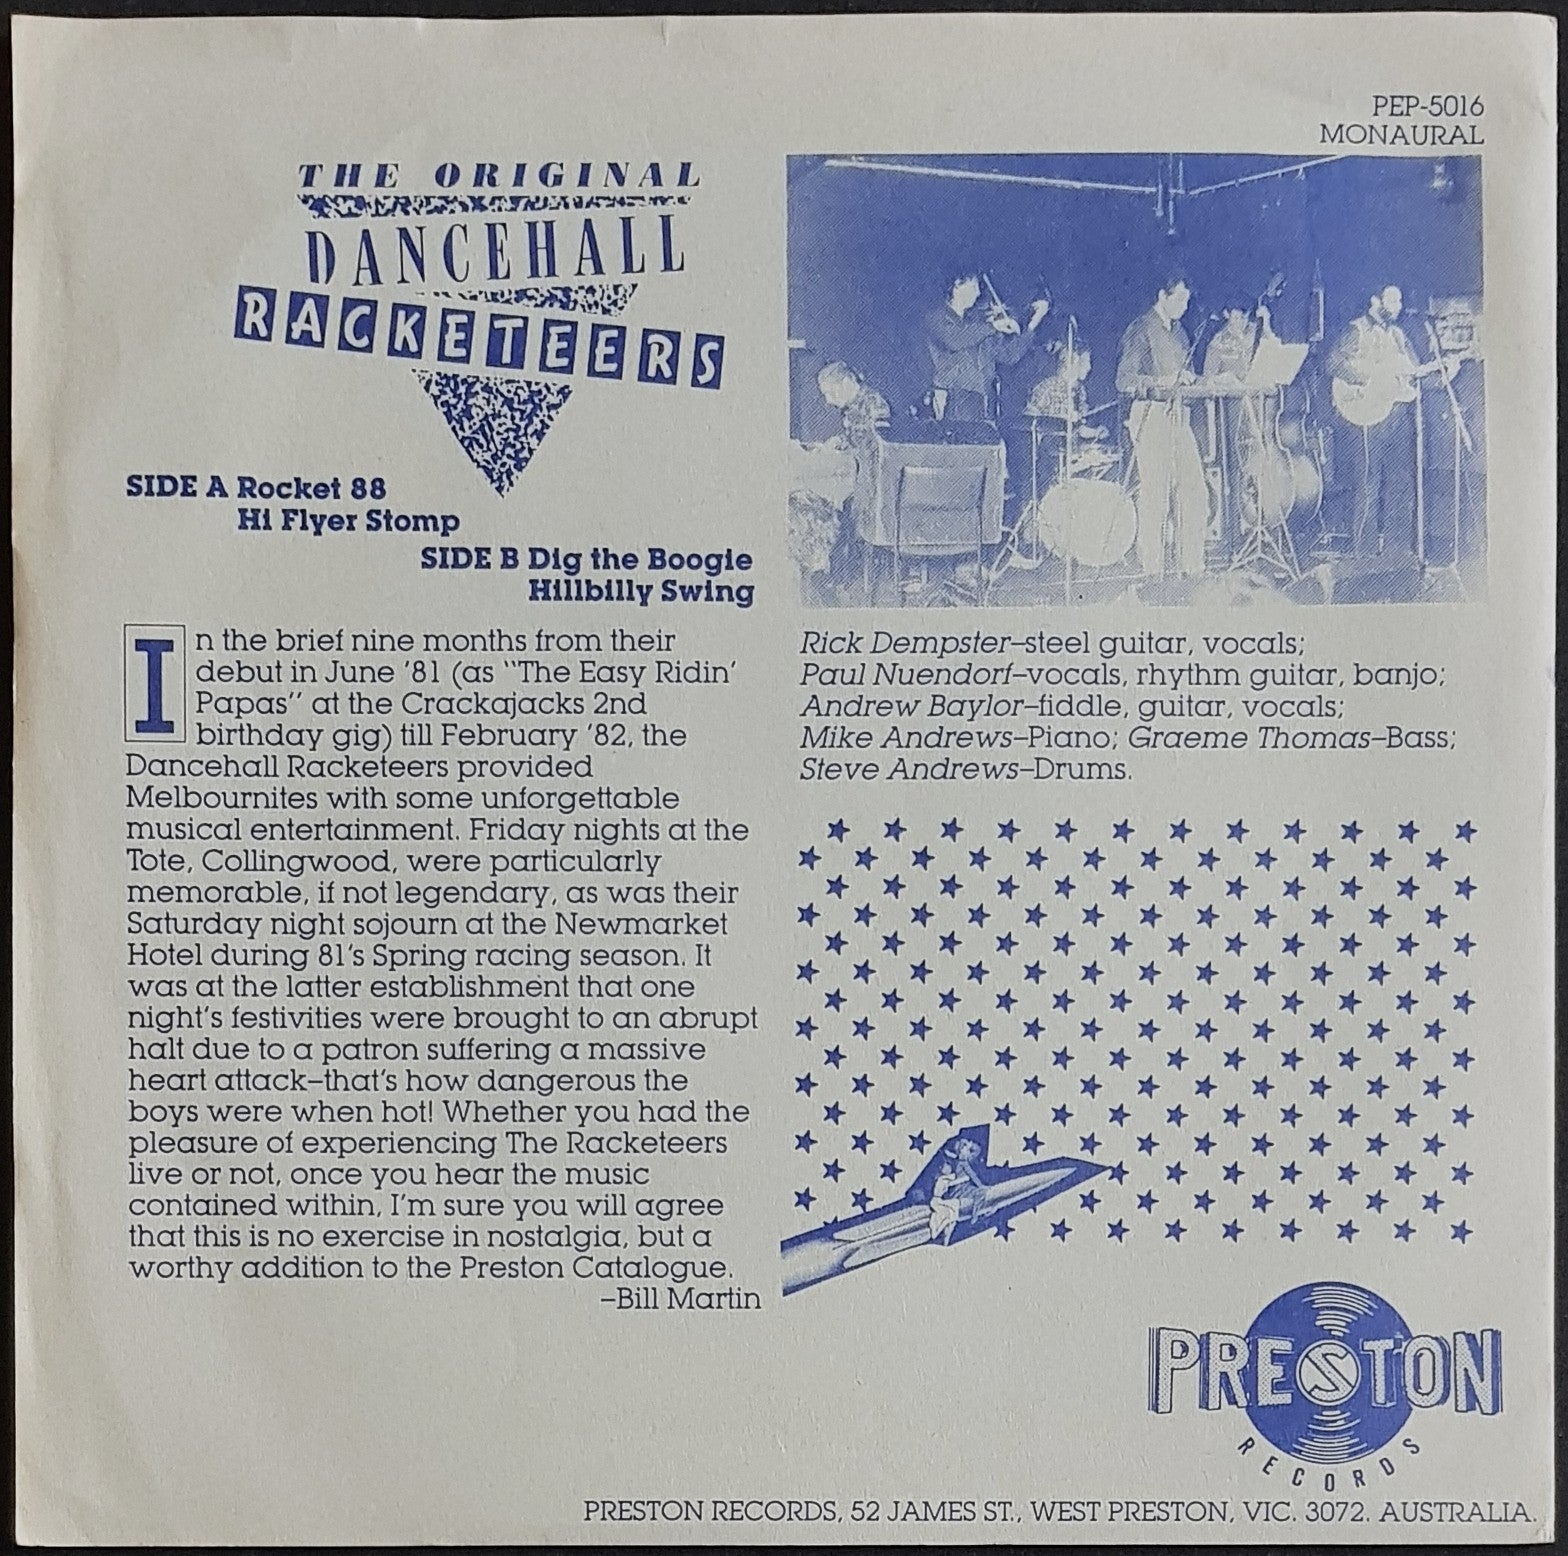 PEP-5016
MONAURAL
THE ORIGINAL
DANCEHALL
RACKETEERS
SIDE A Rocket 88
Hi Flyer Stomp
SIDE B Dig the Boogie
Hillbilly Swing
In the brief nine months from their
debut in June '81 (as "The Easy Ridin'
Papas" at the Crackajacks 2nd
birthday gig) till February '82, the
Dancehall Racketeers provided
Melbournites with some unforgettable
musical entertainment. Friday nights at the
Tote, Collingwood, were particularly
memorable, if not legendary, as was their
Saturday night sojourn at the Newmarket
Hotel during 81's Spring racing season. It
was at the latter establishment that one
night's festivities were brought to an abrupt
halt due to a patron suffering a massive
heart attack–that's how dangerous the
boys were when hot! Whether you had the
pleasure of experiencing The Racketeers
live or not, once you hear the music
contained within, I'm sure you will agree
that this is no exercise in nostalgia, but a
worthy addition to the Preston Catalogue.
–Bill Martin
Rick Dempster–steel guitar, vocals;
Paul Nuendorf–vocals, rhythm guitar, banjo;
Andrew Baylor–fiddle, guitar, vocals;
Mike Andrews–Piano; Graeme Thomas–Bass;
Steve Andrews–Drums.
PRESTON
RECORDS
PRESTON RECORDS, 52 JAMES ST., WEST PRESTON, VIC. 3072. AUSTRALIA.